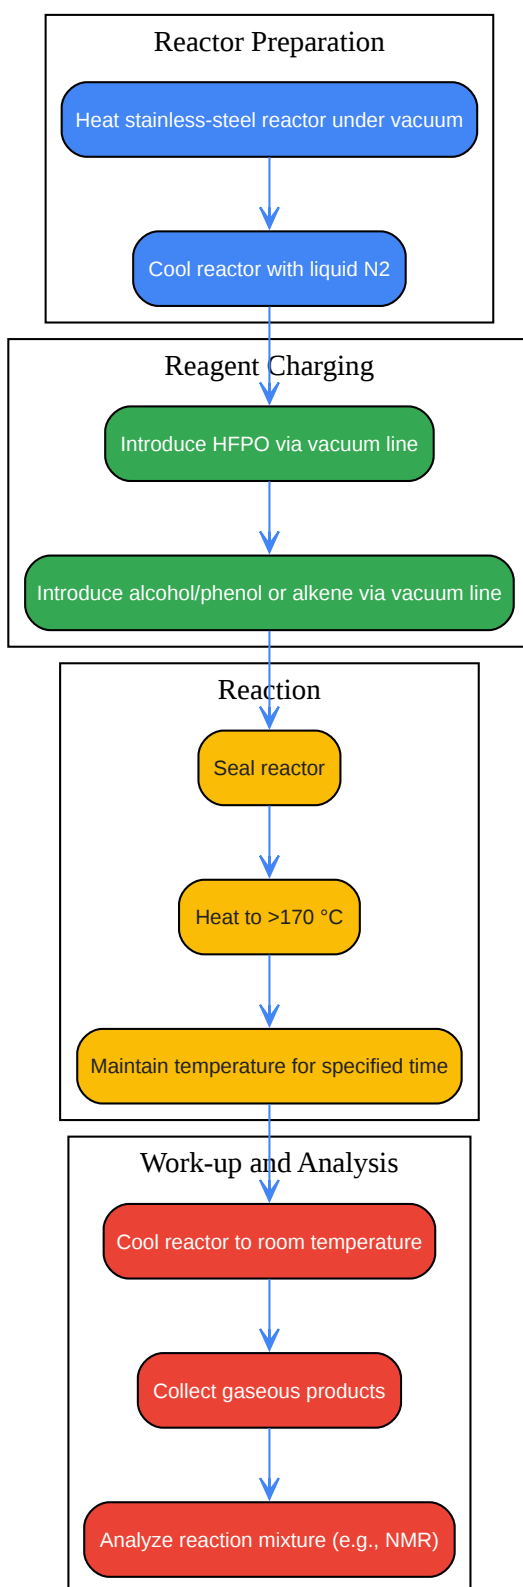 Reactor Preparation
Heat stainless-steel reactor under vacuum
Cool reactor with liquid N2
Reagent Charging
Introduce HFPO via vacuum line
Introduce alcohol/phenol or alkene via vacuum line
Reaction
Seal reactor
Heat to >170 °C
Maintain temperature for specified time
Work-up and Analysis
Cool reactor to room temperature
Collect gaseous products
Analyze reaction mixture (e.g., NMR)